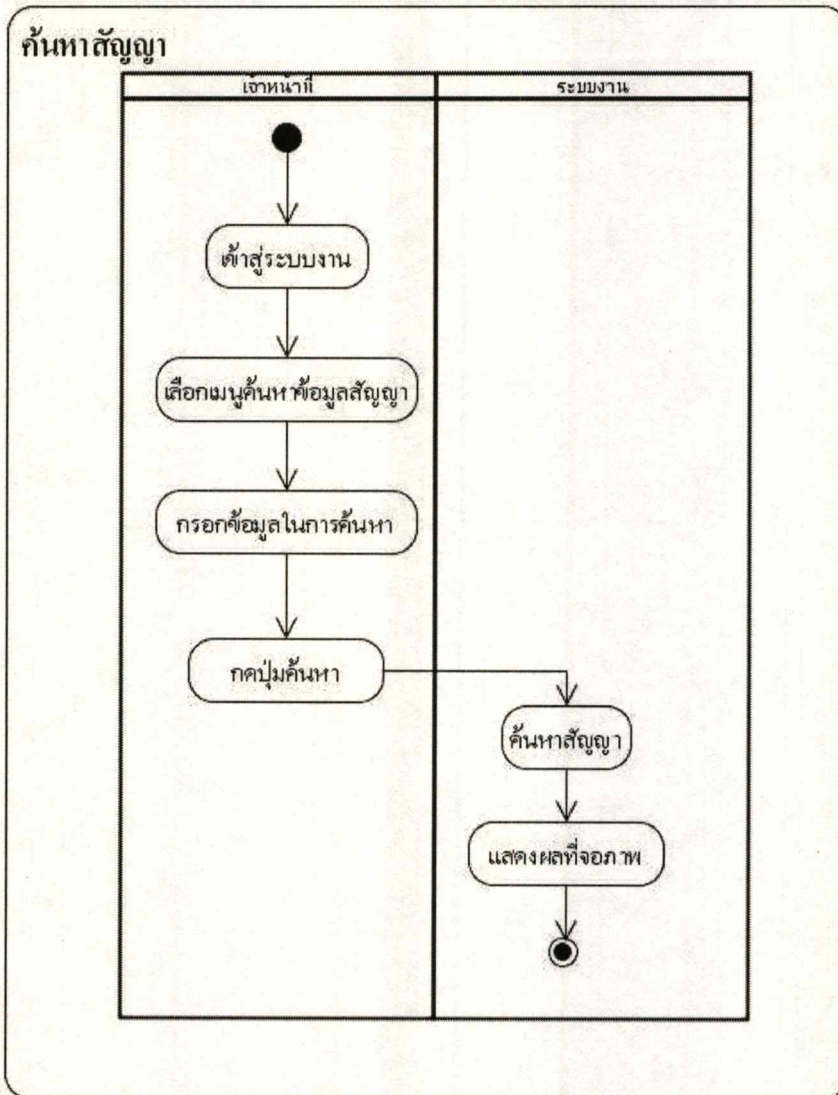 ค้นหาสัญญา
เจ้าหน้าที่
ระบบงาน
เข้าสู่ระบบงาน
เลือกเมนูค้นหาข้อมูลสัญญา
กรอกข้อมูลในการค้นหา
กดปุ่มค้นหา
ค้นหาสัญญา
แสดงผลที่จอภาพ